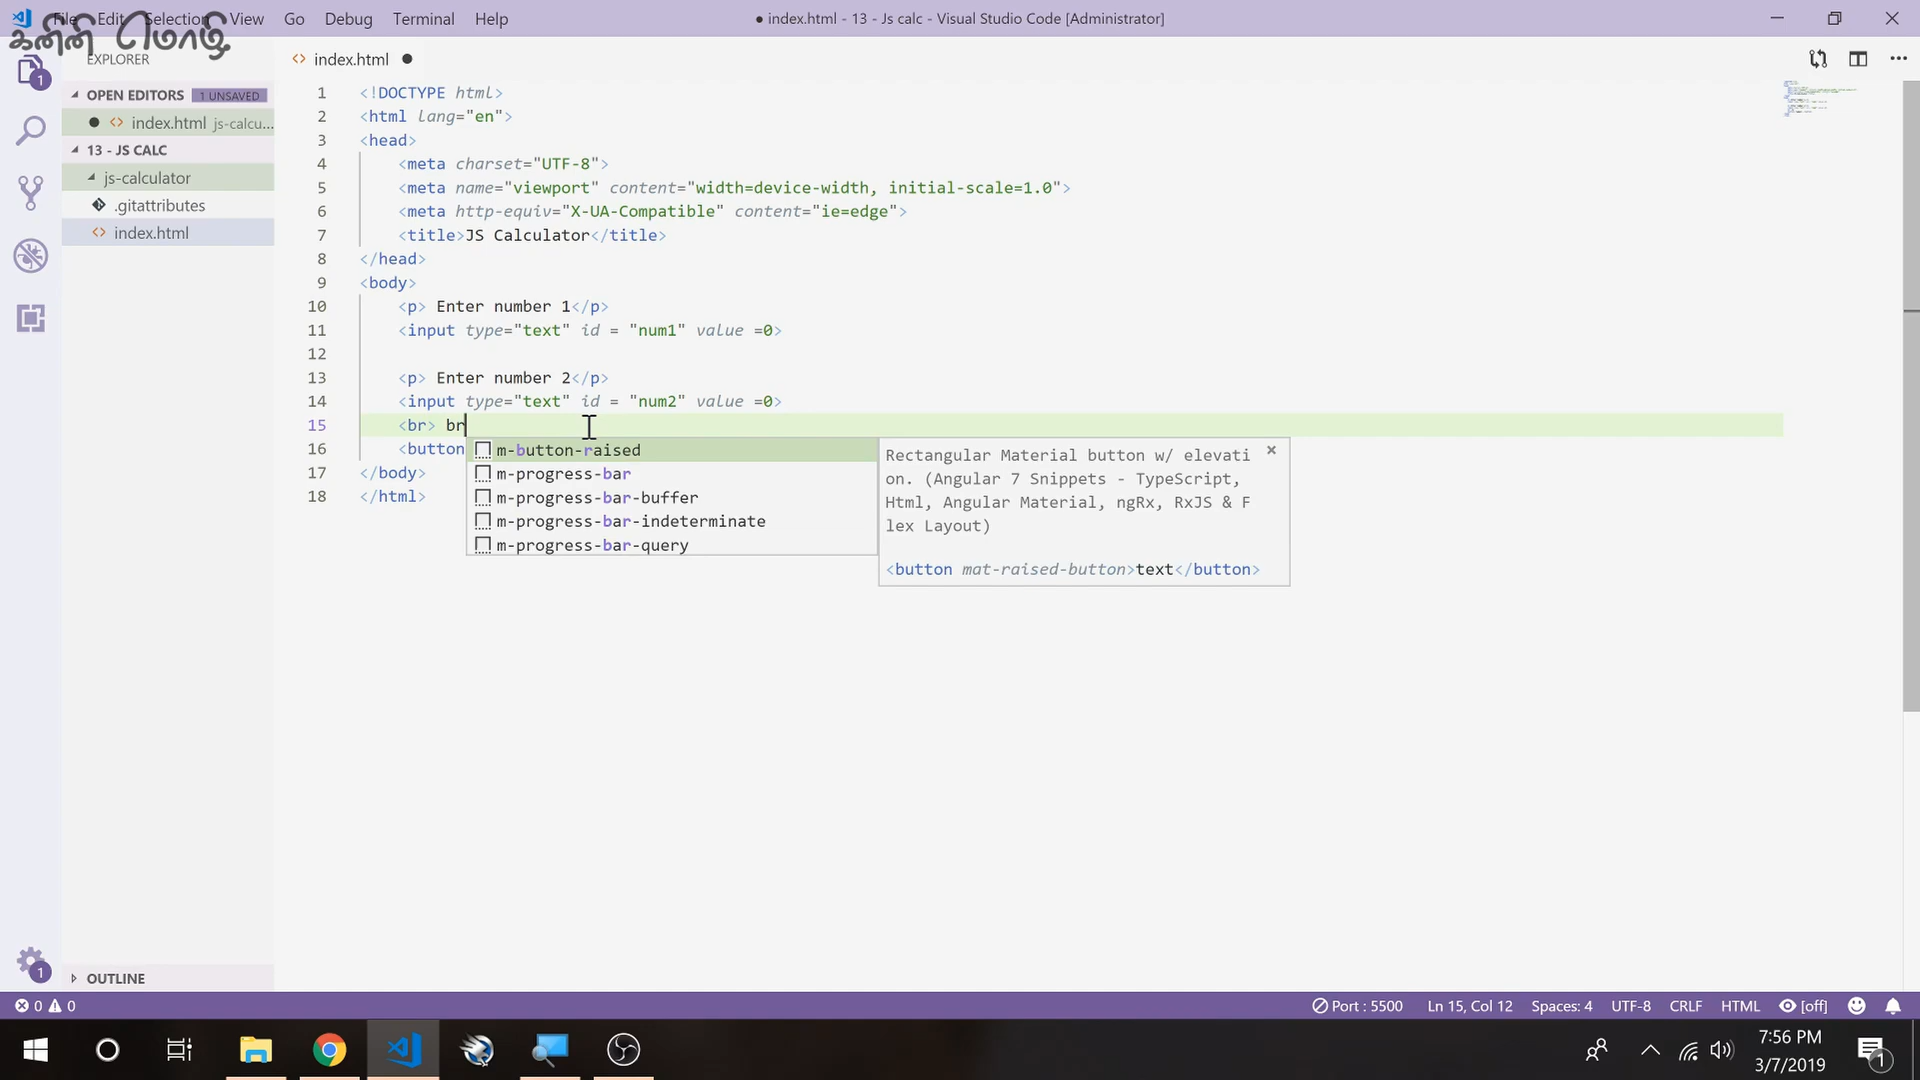 File Edit Selection View Go Debug Terminal Help
● index.html - 13 - Js calc - Visual Studio Code [Administrator]
கணினி மொழி
EXPLORER
index.html
1
OPEN EDITORS 1 UNSAVED
index.html js-calcu...
13 - JS CALC
js-calculator
.gitattributes
index.html
1 <!DOCTYPE html>
2 <html lang="en">
3 <head>
4 <meta charset="UTF-8">
5 <meta name="viewport" content="width=device-width, initial-scale=1.0">
6 <meta http-equiv="X-UA-Compatible" content="ie=edge">
7 <title>JS Calculator</title>
8 </head>
9 <body>
10 <p> Enter number 1</p>
11 <input type="text" id = "num1" value =0>
12
13 <p> Enter number 2</p>
14 <input type="text" id = "num2" value =0>
15 <br> br
16 <button
17 </body>
18 </html>
m-button-raised
m-progress-bar
m-progress-bar-buffer
m-progress-bar-indeterminate
m-progress-bar-query
Rectangular Material button w/ elevati
on. (Angular 7 Snippets - TypeScript,
Html, Angular Material, ngRx, RxJS & F
lex Layout)
<button mat-raised-button>text</button>
1
OUTLINE
0 0 Port : 5500 Ln 15, Col 12 Spaces: 4 UTF-8 CRLF HTML [off]
7:56 PM
3/7/2019
1